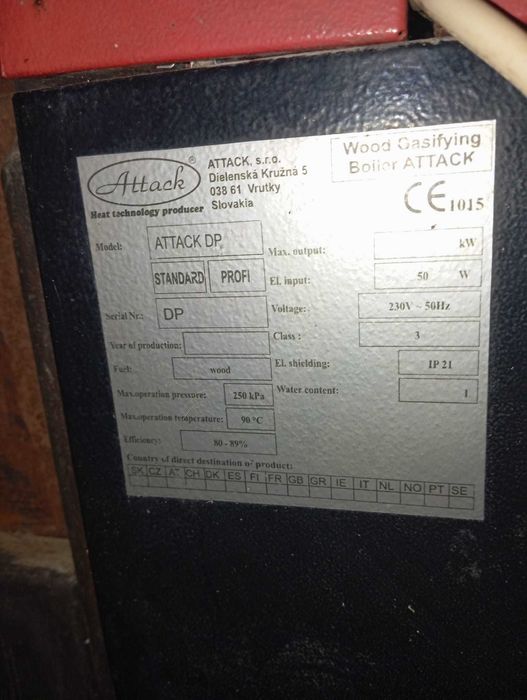 Attack ®
Heat technology producer
ATTACK, s.r.o.
Dielenská Kružná 5
038 61 Vrutky
Slovakia
Wood Gasifying
Boiler ATTACK
CE 1015
Model: ATTACK DP
STANDARD PROFI
Serial Nr.: DP
Year of production:
Fuel: wood
Max.operation pressure: 250 kPa
Max.operation temperature: 90 °C
Efficiency: 80 - 89%
Max. output: kW
El. input: 50 W
Voltage: 230V ~ 50Hz
Class : 3
El. shielding: IP 21
Water content: l
Country of direct destination of product:
SK CZ AT CH DK ES FI FR GB GR IE IT NL NO PT SE